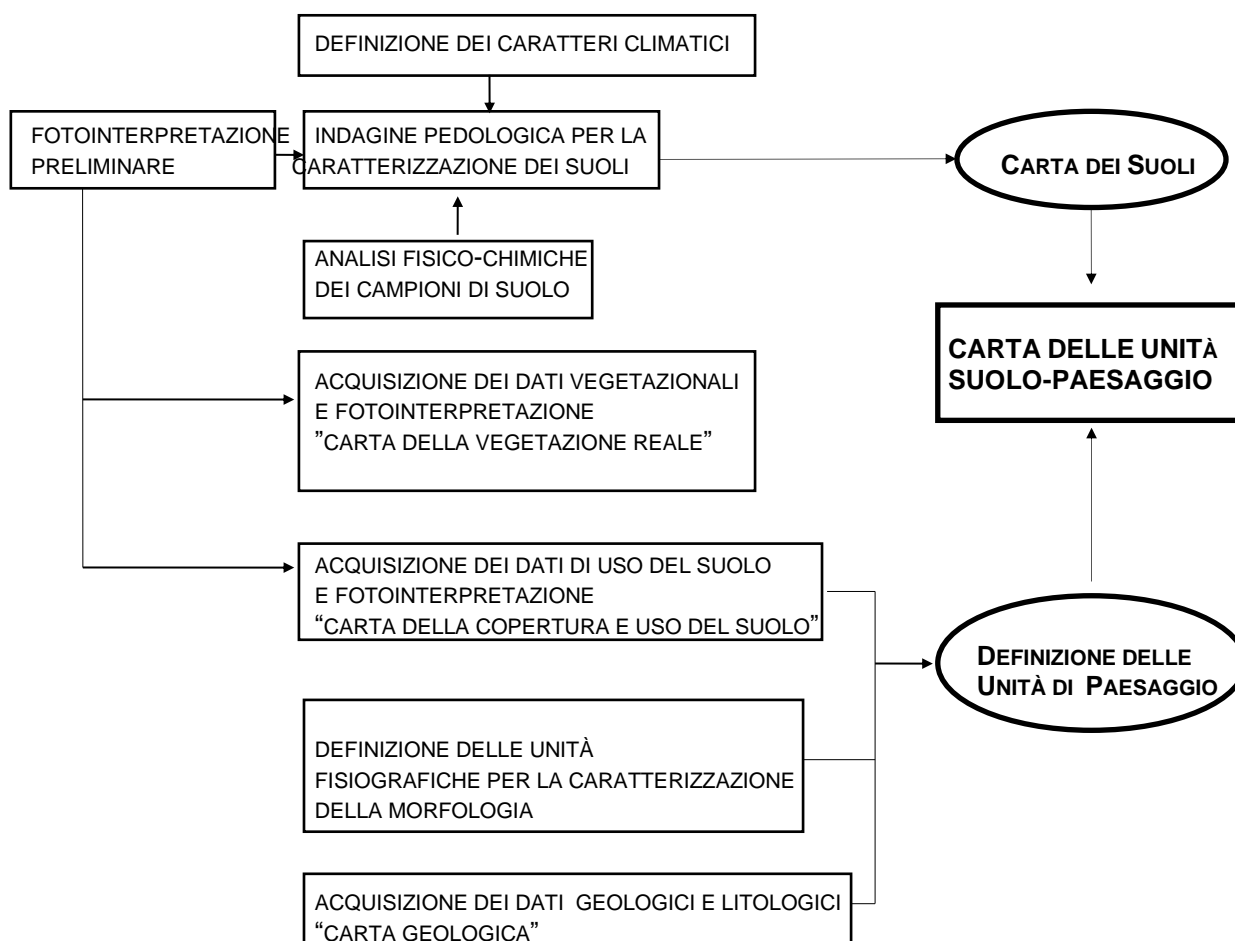 DEFINIZIONE DEI CARATTERI CLIMATICI
FOTOINTERPRETAZIONE
PRELIMINARE
INDAGINE PEDOLOGICA PER LA
CARATTERIZZAZIONE DEI SUOLI
CARTA DEI SUOLI
ANALISI FISICO-CHIMICHE
DEI CAMPIONI DI SUOLO
CARTA DELLE UNITÀ
SUOLO-PAESAGGIO
ACQUISIZIONE DEI DATI VEGETAZIONALI
E FOTOINTERPRETAZIONE
”CARTA DELLA VEGETAZIONE REALE”
ACQUISIZIONE DEI DATI DI USO DEL SUOLO
E FOTOINTERPRETAZIONE
“CARTA DELLA COPERTURA E USO DEL SUOLO”
DEFINIZIONE DELLE
UNITÀ DI PAESAGGIO
DEFINIZIONE DELLE UNITÀ
FISIOGRAFICHE PER LA CARATTERIZZAZIONE
DELLA MORFOLOGIA
ACQUISIZIONE DEI DATI GEOLOGICI E LITOLOGICI
“CARTA GEOLOGICA”